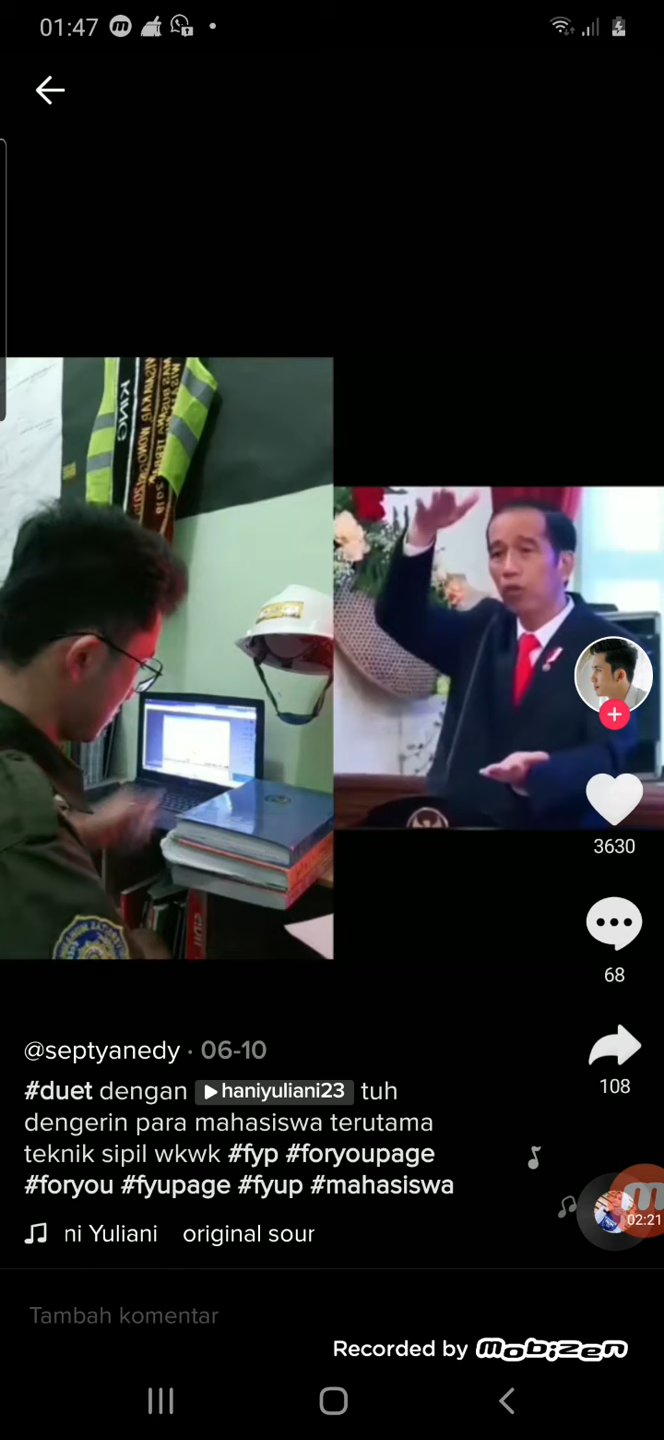 01:47
KING
3630
68
108
@septyanedy · 06-10
#duet dengan haniyuliani23 tuh
dengerin para mahasiswa terutama
teknik sipil wkwk #fyp #foryoupage
#foryou #fyupage #fyup #mahasiswa
ni Yuliani original sour
02:21
Tambah komentar
Recorded by mobizen